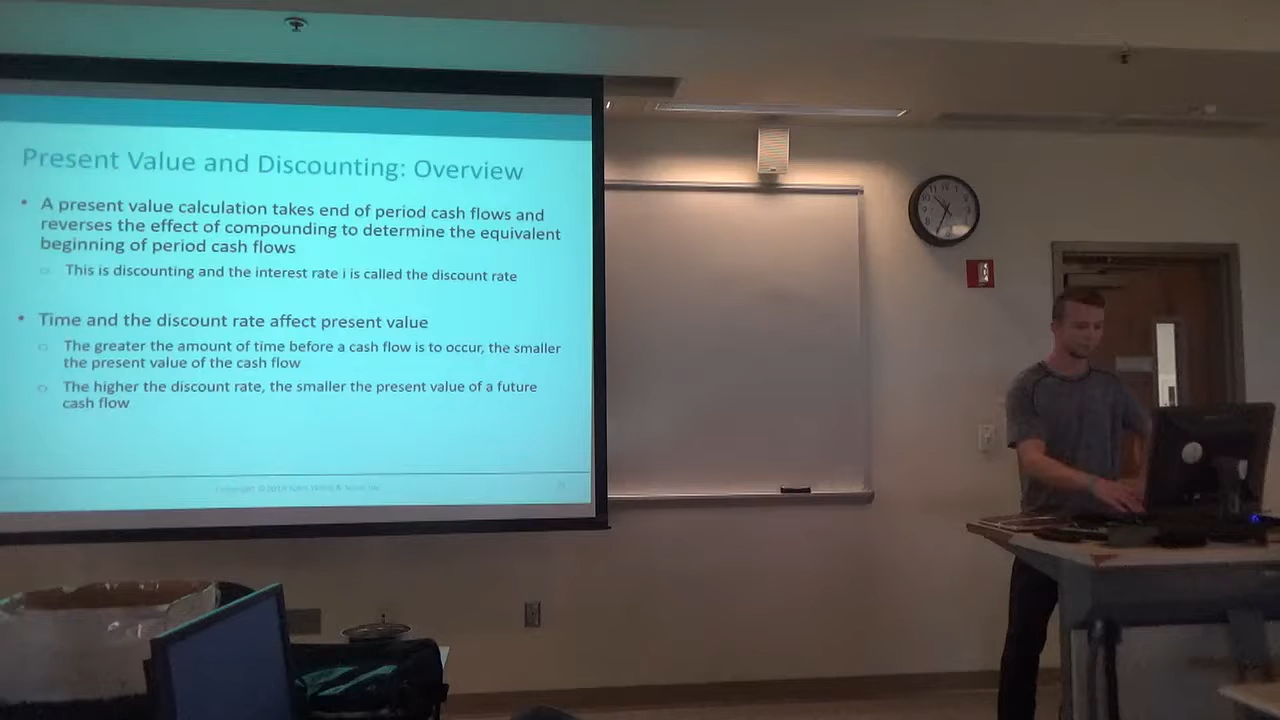 Present Value and Discounting: Overview
• A present value calculation takes end of period cash flows and
reverses the effect of compounding to determine the equivalent
beginning of period cash flows
○ This is discounting and the interest rate i is called the discount rate
• Time and the discount rate affect present value
○ The greater the amount of time before a cash flow is to occur, the smaller
the present value of the cash flow
○ The higher the discount rate, the smaller the present value of a future
cash flow